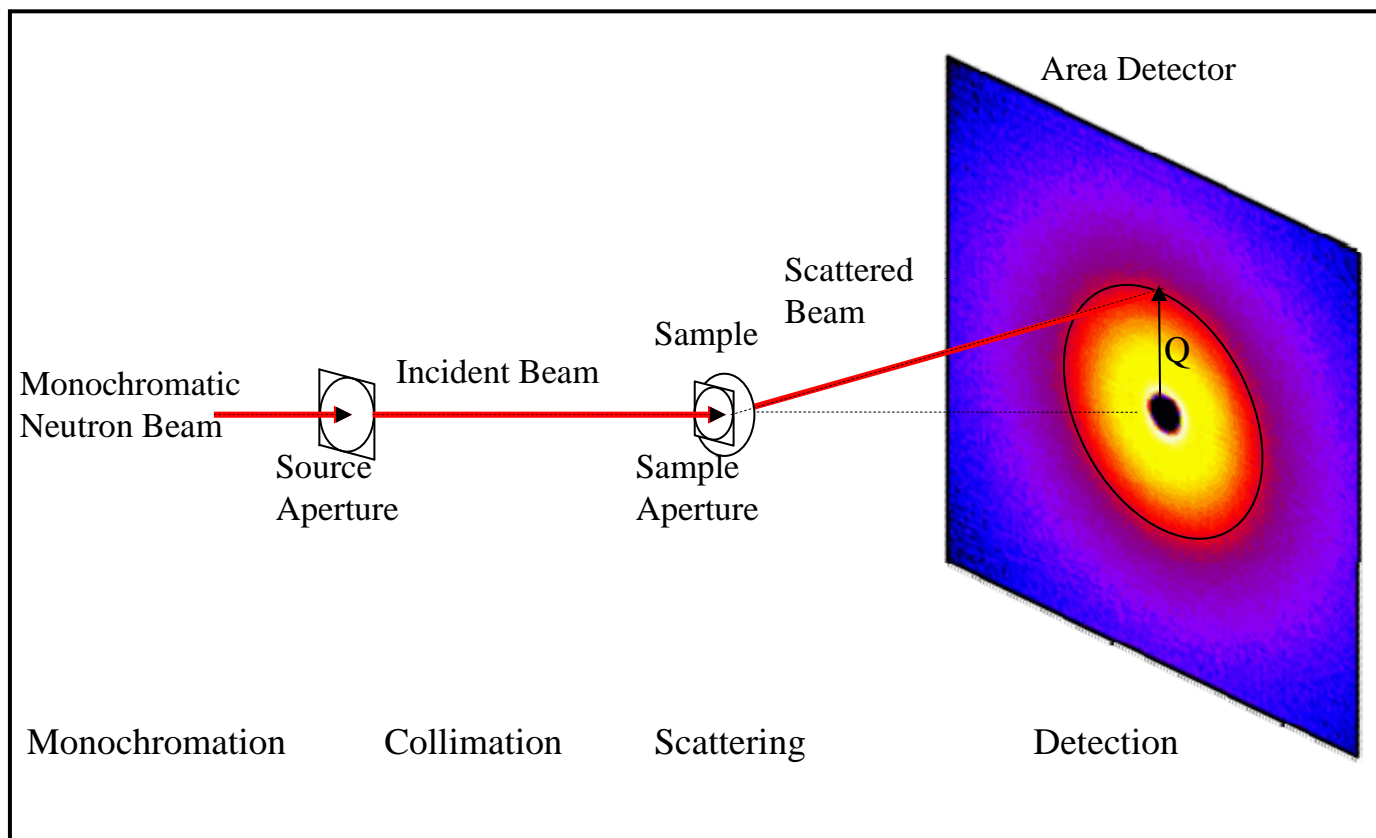 Area Detector
Scattered
Beam
Sample
Q
Incident Beam
Monochromatic
Neutron Beam
Source
Aperture
Sample
Aperture
Monochromation
Collimation
Scattering
Detection